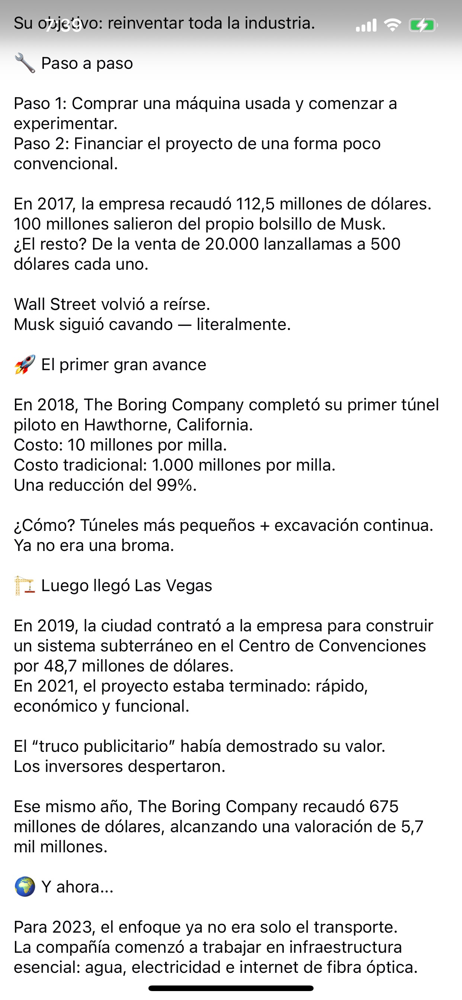 Su objetivo: reinventar toda la industria.
7:39
🔧 Paso a paso
Paso 1: Comprar una máquina usada y comenzar a
experimentar.
Paso 2: Financiar el proyecto de una forma poco
convencional.
En 2017, la empresa recaudó 112,5 millones de dólares.
100 millones salieron del propio bolsillo de Musk.
¿El resto? De la venta de 20.000 lanzallamas a 500
dólares cada uno.
Wall Street volvió a reírse.
Musk siguió cavando — literalmente.
🚀 El primer gran avance
En 2018, The Boring Company completó su primer túnel
piloto en Hawthorne, California.
Costo: 10 millones por milla.
Costo tradicional: 1.000 millones por milla.
Una reducción del 99%.
¿Cómo? Túneles más pequeños + excavación continua.
Ya no era una broma.
🏗️ Luego llegó Las Vegas
En 2019, la ciudad contrató a la empresa para construir
un sistema subterráneo en el Centro de Convenciones
por 48,7 millones de dólares.
En 2021, el proyecto estaba terminado: rápido,
económico y funcional.
El “truco publicitario” había demostrado su valor.
Los inversores despertaron.
Ese mismo año, The Boring Company recaudó 675
millones de dólares, alcanzando una valoración de 5,7
mil millones.
🌍 Y ahora...
Para 2023, el enfoque ya no era solo el transporte.
La compañía comenzó a trabajar en infraestructura
esencial: agua, electricidad e internet de fibra óptica.